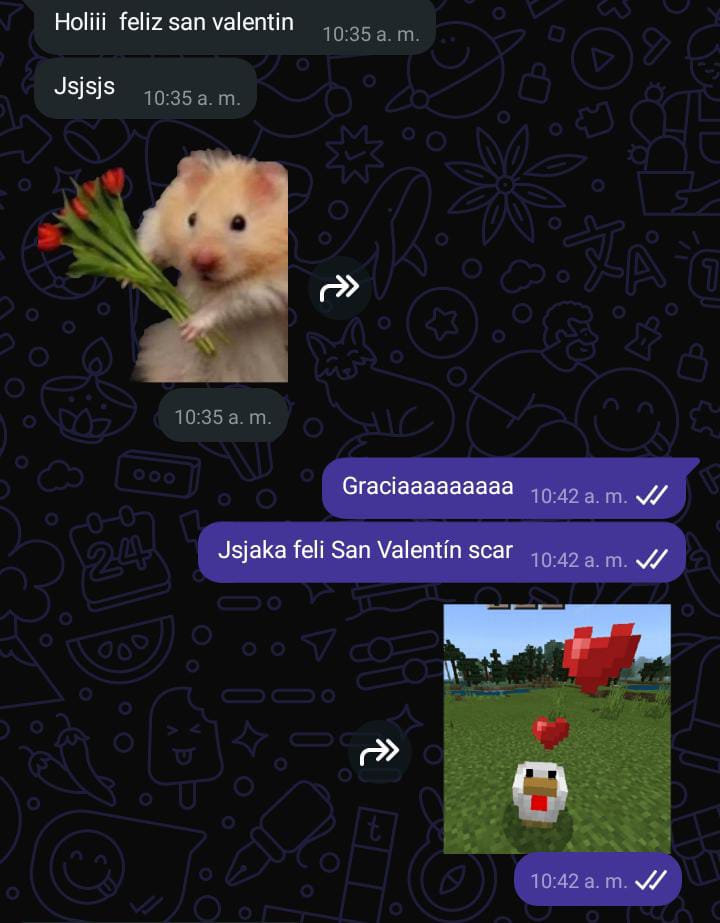 Holiii feliz san valentin 10:35 a. m.
Jsjsjs 10:35 a. m.
10:35 a. m.
Graciaaaaaaaaa 10:42 a. m.
Jsjaka feli San Valentín scar 10:42 a. m.
10:42 a. m.